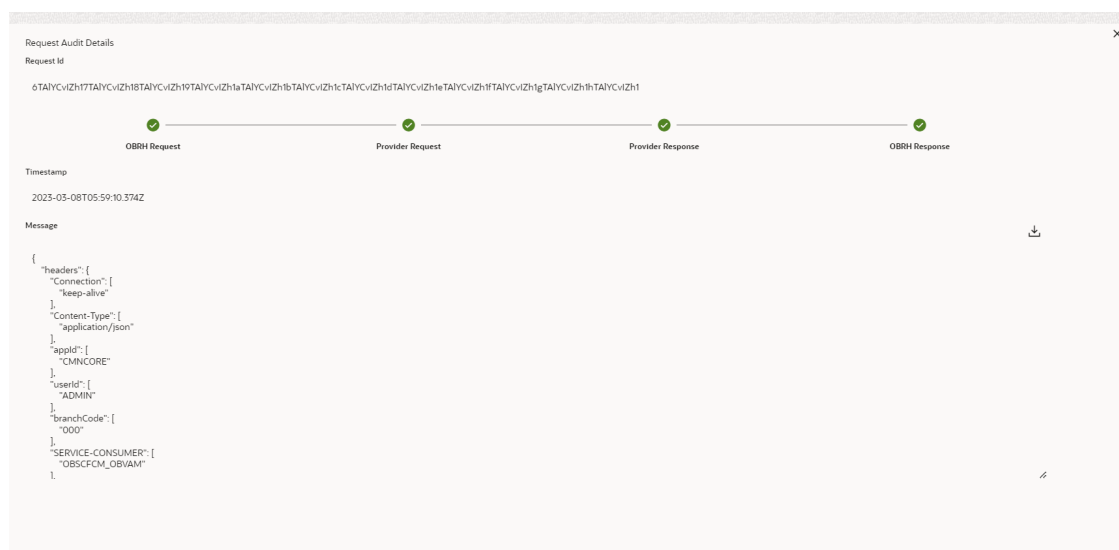 Request Audit Details
Request Id
6TAlYCvIZh17TAlYCvIZh18TAlYCvIZh19TAlYCvIZh1aTAlYCvIZh1bTAlYCvIZh1cTAlYCvIZh1dTAlYCvIZh1eTAlYCvIZh1fTAlYCvIZh1gTAlYCvIZh1hTAlYCvIZh1
OBRH Request Provider Request Provider Response OBRH Response
Timestamp
2023-03-08T05:59:10.374Z
Message
{
"headers": {
"Connection": [
"keep-alive"
],
"Content-Type": [
"application/json"
],
"appId": [
"CMNCORE"
],
"userId": [
"ADMIN"
],
"branchCode": [
"000"
],
"SERVICE-CONSUMER": [
"OBSCFCM_OBVAM"
],